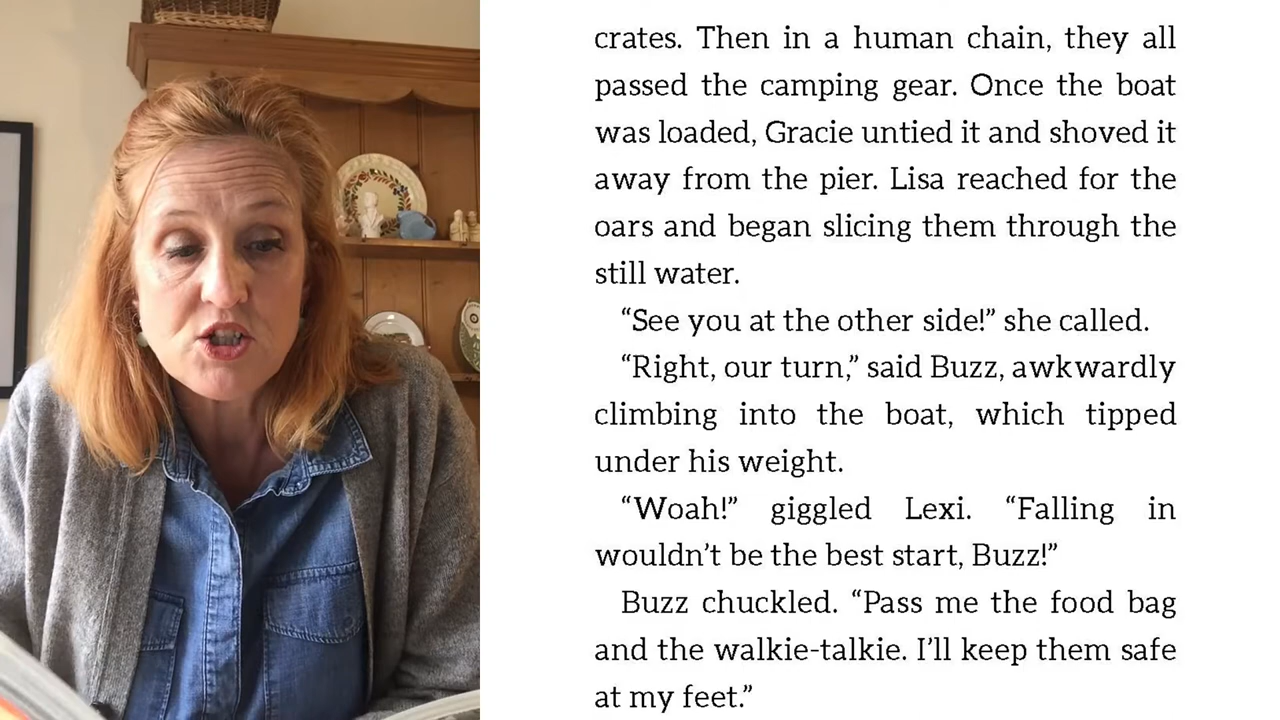 crates. Then in a human chain, they all
passed the camping gear. Once the boat
was loaded, Gracie untied it and shoved it
away from the pier. Lisa reached for the
oars and began slicing them through the
still water.
“See you at the other side!” she called.
“Right, our turn,” said Buzz, awkwardly
climbing into the boat, which tipped
under his weight.
“Woah!” giggled Lexi. “Falling in
wouldn’t be the best start, Buzz!”
Buzz chuckled. “Pass me the food bag
and the walkie-talkie. I’ll keep them safe
at my feet.”